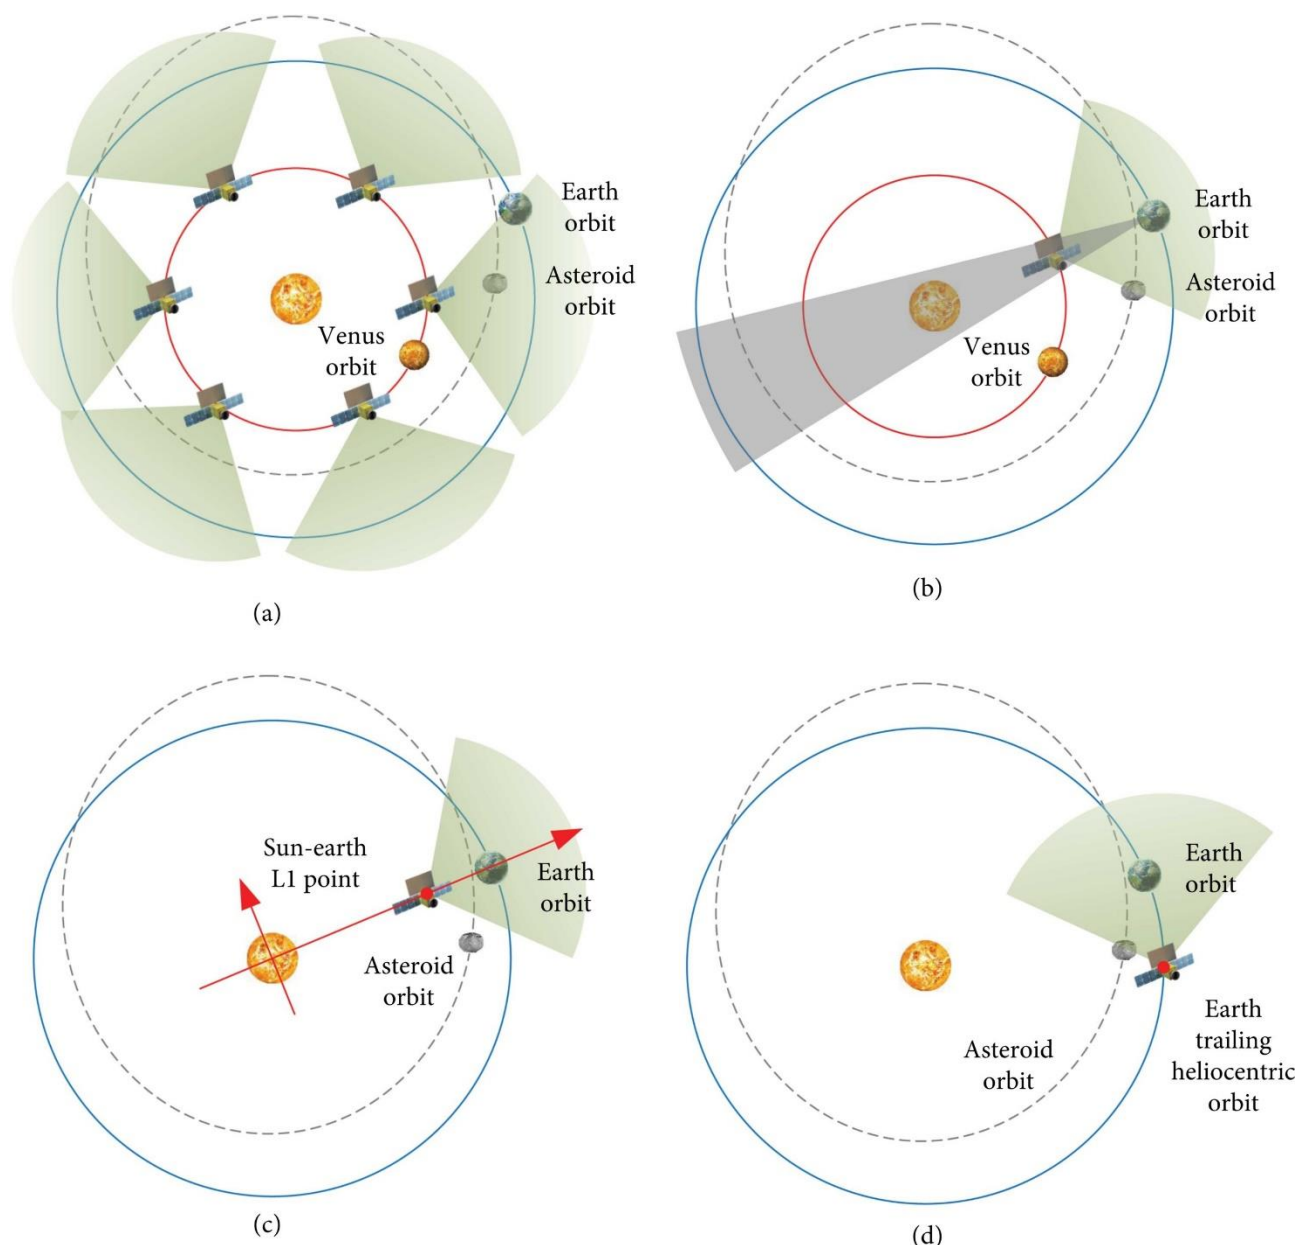 Earth
orbit
Asteroid
orbit
Venus
orbit
(a)
Earth
orbit
Asteroid
orbit
Venus
orbit
(b)
Sun-earth
L1 point
Earth
orbit
Asteroid
orbit
(c)
Earth
orbit
Asteroid
orbit
Earth
trailing
heliocentric
orbit
(d)